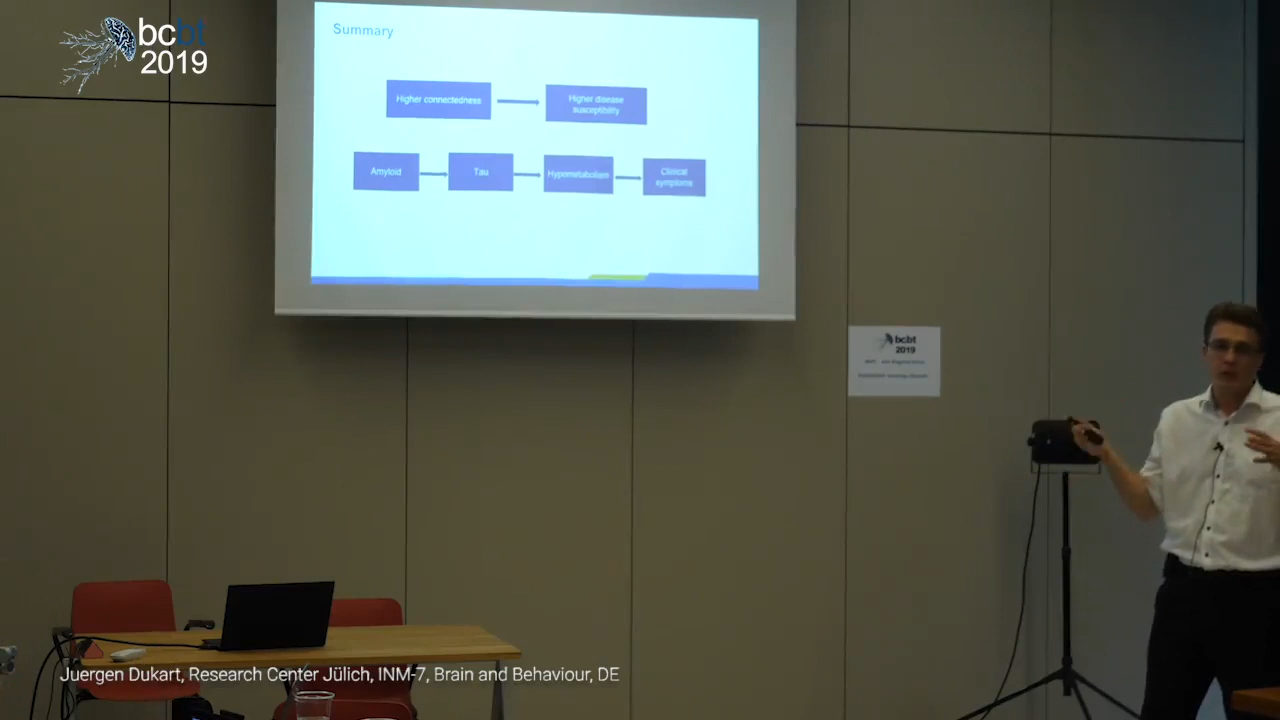 bcbt
2019
Summary
Higher connectedness
Higher disease
susceptibility
Amyloid
Tau
Hypometabolism
Clinical
symptoms
bcbt
2019
Juergen Dukart, Research Center Jülich, INM-7, Brain and Behaviour, DE